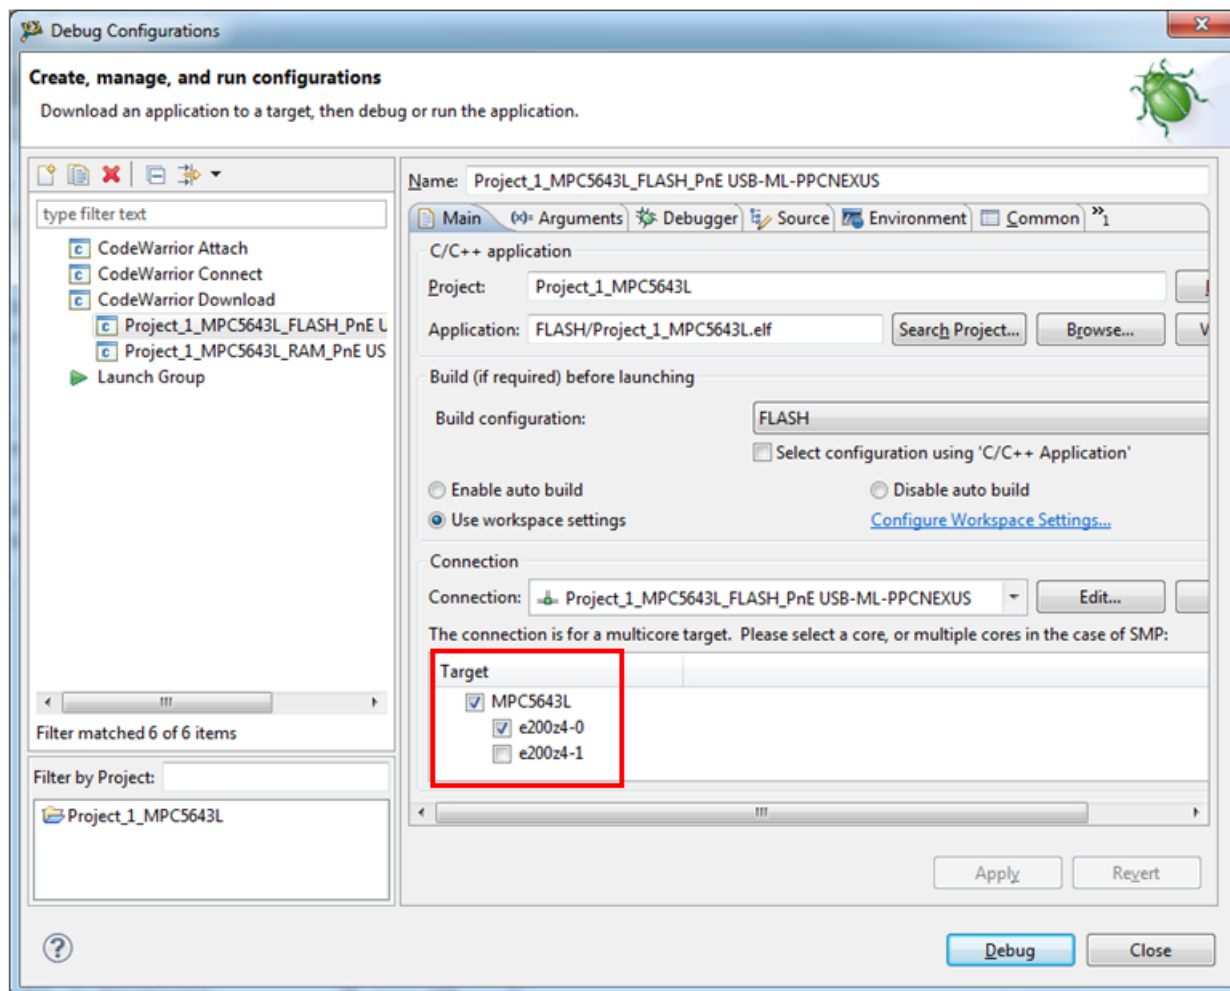 Debug Configurations
Create, manage, and run configurations
Download an application to a target, then debug or run the application.
type filter text
CodeWarrior Attach
CodeWarrior Connect
CodeWarrior Download
Project_1_MPC5643L_FLASH_PnE U
Project_1_MPC5643L_RAM_PnE US
Launch Group
Filter matched 6 of 6 items
Filter by Project:
Project_1_MPC5643L
Name: Project_1_MPC5643L_FLASH_PnE USB-ML-PPCNEXUS
Main (x)= Arguments Debugger Source Environment Common »1
C/C++ application
Project: Project_1_MPC5643L
Application: FLASH/Project_1_MPC5643L.elf Search Project... Browse...
Build (if required) before launching
Build configuration: FLASH
Select configuration using 'C/C++ Application'
Enable auto build Disable auto build
Use workspace settings Configure Workspace Settings...
Connection
Connection: Project_1_MPC5643L_FLASH_PnE USB-ML-PPCNEXUS Edit...
The connection is for a multicore target. Please select a core, or multiple cores in the case of SMP:
Target
MPC5643L
e200z4-0
e200z4-1
Apply Revert
? Debug Close